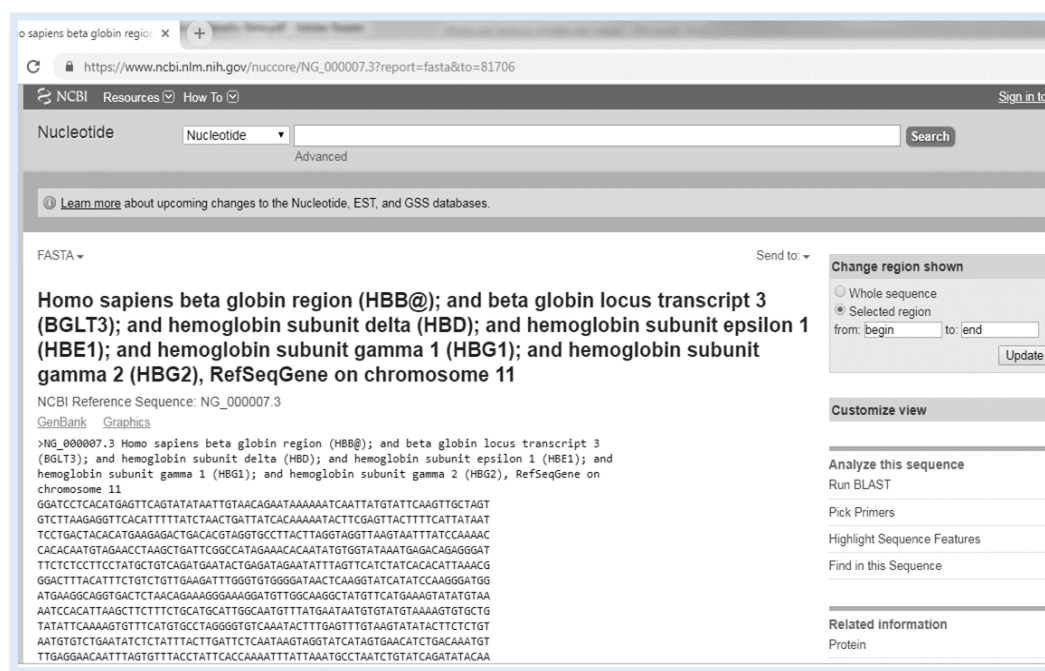 o sapiens beta globin region
https://www.ncbi.nlm.nih.gov/nuccore/NG_000007.3?report=fasta&to=81706
NCBI Resources How To Sign in to
Nucleotide Nucleotide Search
Advanced
Learn more about upcoming changes to the Nucleotide, EST, and GSS databases.
FASTA Send to:
Change region shown
Whole sequence
Selected region
from: begin to: end
Update
Homo sapiens beta globin region (HBB@); and beta globin locus transcript 3
(BGLT3); and hemoglobin subunit delta (HBD); and hemoglobin subunit epsilon 1
(HBE1); and hemoglobin subunit gamma 1 (HBG1); and hemoglobin subunit
gamma 2 (HBG2), RefSeqGene on chromosome 11
NCBI Reference Sequence: NG_000007.3
GenBank Graphics
>NG_000007.3 Homo sapiens beta globin region (HBB@); and beta globin locus transcript 3
(BGLT3); and hemoglobin subunit delta (HBD); and hemoglobin subunit epsilon 1 (HBE1); and
hemoglobin subunit gamma 1 (HBG1); and hemoglobin subunit gamma 2 (HBG2), RefSeqGene on
chromosome 11
GGATCCTCACATGAGTTCAGTATATAATTGTAACAGAATAAAAAATCAATTATGTATTCAAGTTGCTAGT
GTCTTAAGAGGTTCACATTTTTATCTAACTGATTATCACAAAAATACTTCGAGTTACTTTTCATTATAAT
TCCTGACTACACATGAAGAGACTGACACGTAGGTGCCTTACTTAGGTAGGTTAAGTAATTTATCCAAAAC
CACACAATGTAGAACCTAAGCTGATTCGGCCATAGAAACACAATATGTGGTATAAATGAGACAGAGGGAT
TTCTCTCCTTCCTATGCTGTCAGATGAATACTGAGATAGAATATTTAGTTCATCTATCACACATTAAACG
GGACTTTACATTTCTGTCTGTTGAAGATTTGGGTGTGGGGATAACTCAAGGTATCATATCCAAGGGATGG
ATGAAGGCAGGTGACTCTAACAGAAAGGGAAAGGATGTTGGCAAGGCTATGTTCATGAAAGTATATGTAA
AATCCACATTAAGCTTCTTTCTGCATGCATTGGCAATGTTTATGAATAATGTGTATGTAAAAGTGTGCTG
TATATTCAAAAGTGTTTCATGTGCCTAGGGGTGTCAAATACTTTGAGTTTGTAAGTATATACTTCTCTGT
AATGTGTCTGAATATCTCTATTTACTTGATTCTCAATAAGTAGGTATCATAGTGAACATCTGACAAATGT
TTGAGGAACAATTTAGTGTTTACCTATTCACCAAAATTTATTAAATGCCTAATCTGTATCAGATATACAA
Customize view
Analyze this sequence
Run BLAST
Pick Primers
Highlight Sequence Features
Find in this Sequence
Related information
Protein